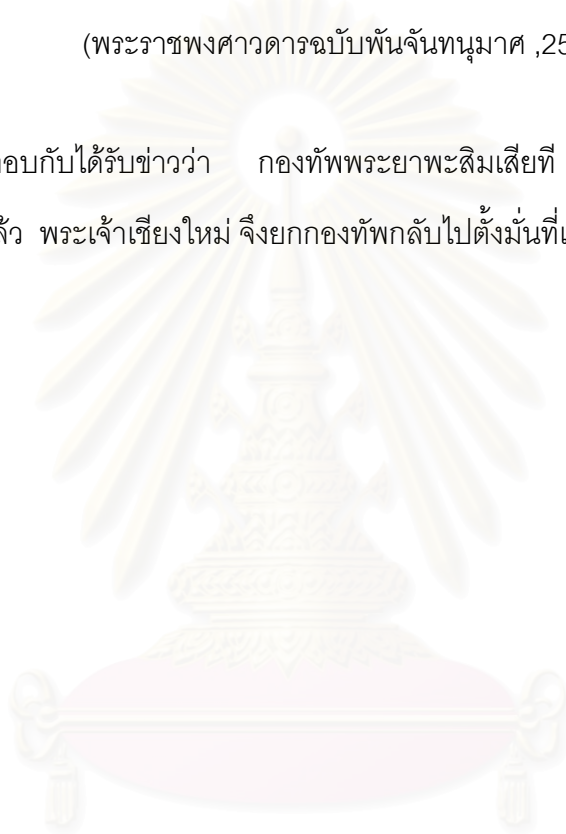 (พระราชพงศาวดารฉบับพันจันทนุมาศ ,25
อบกับได้รับข่าวว่า กองทัพพระยาพะสิมเสียที
ล้ว พระเจ้าเชียงใหม่ จึงยกกองทัพกลับไปตั้งมั่นที่เ